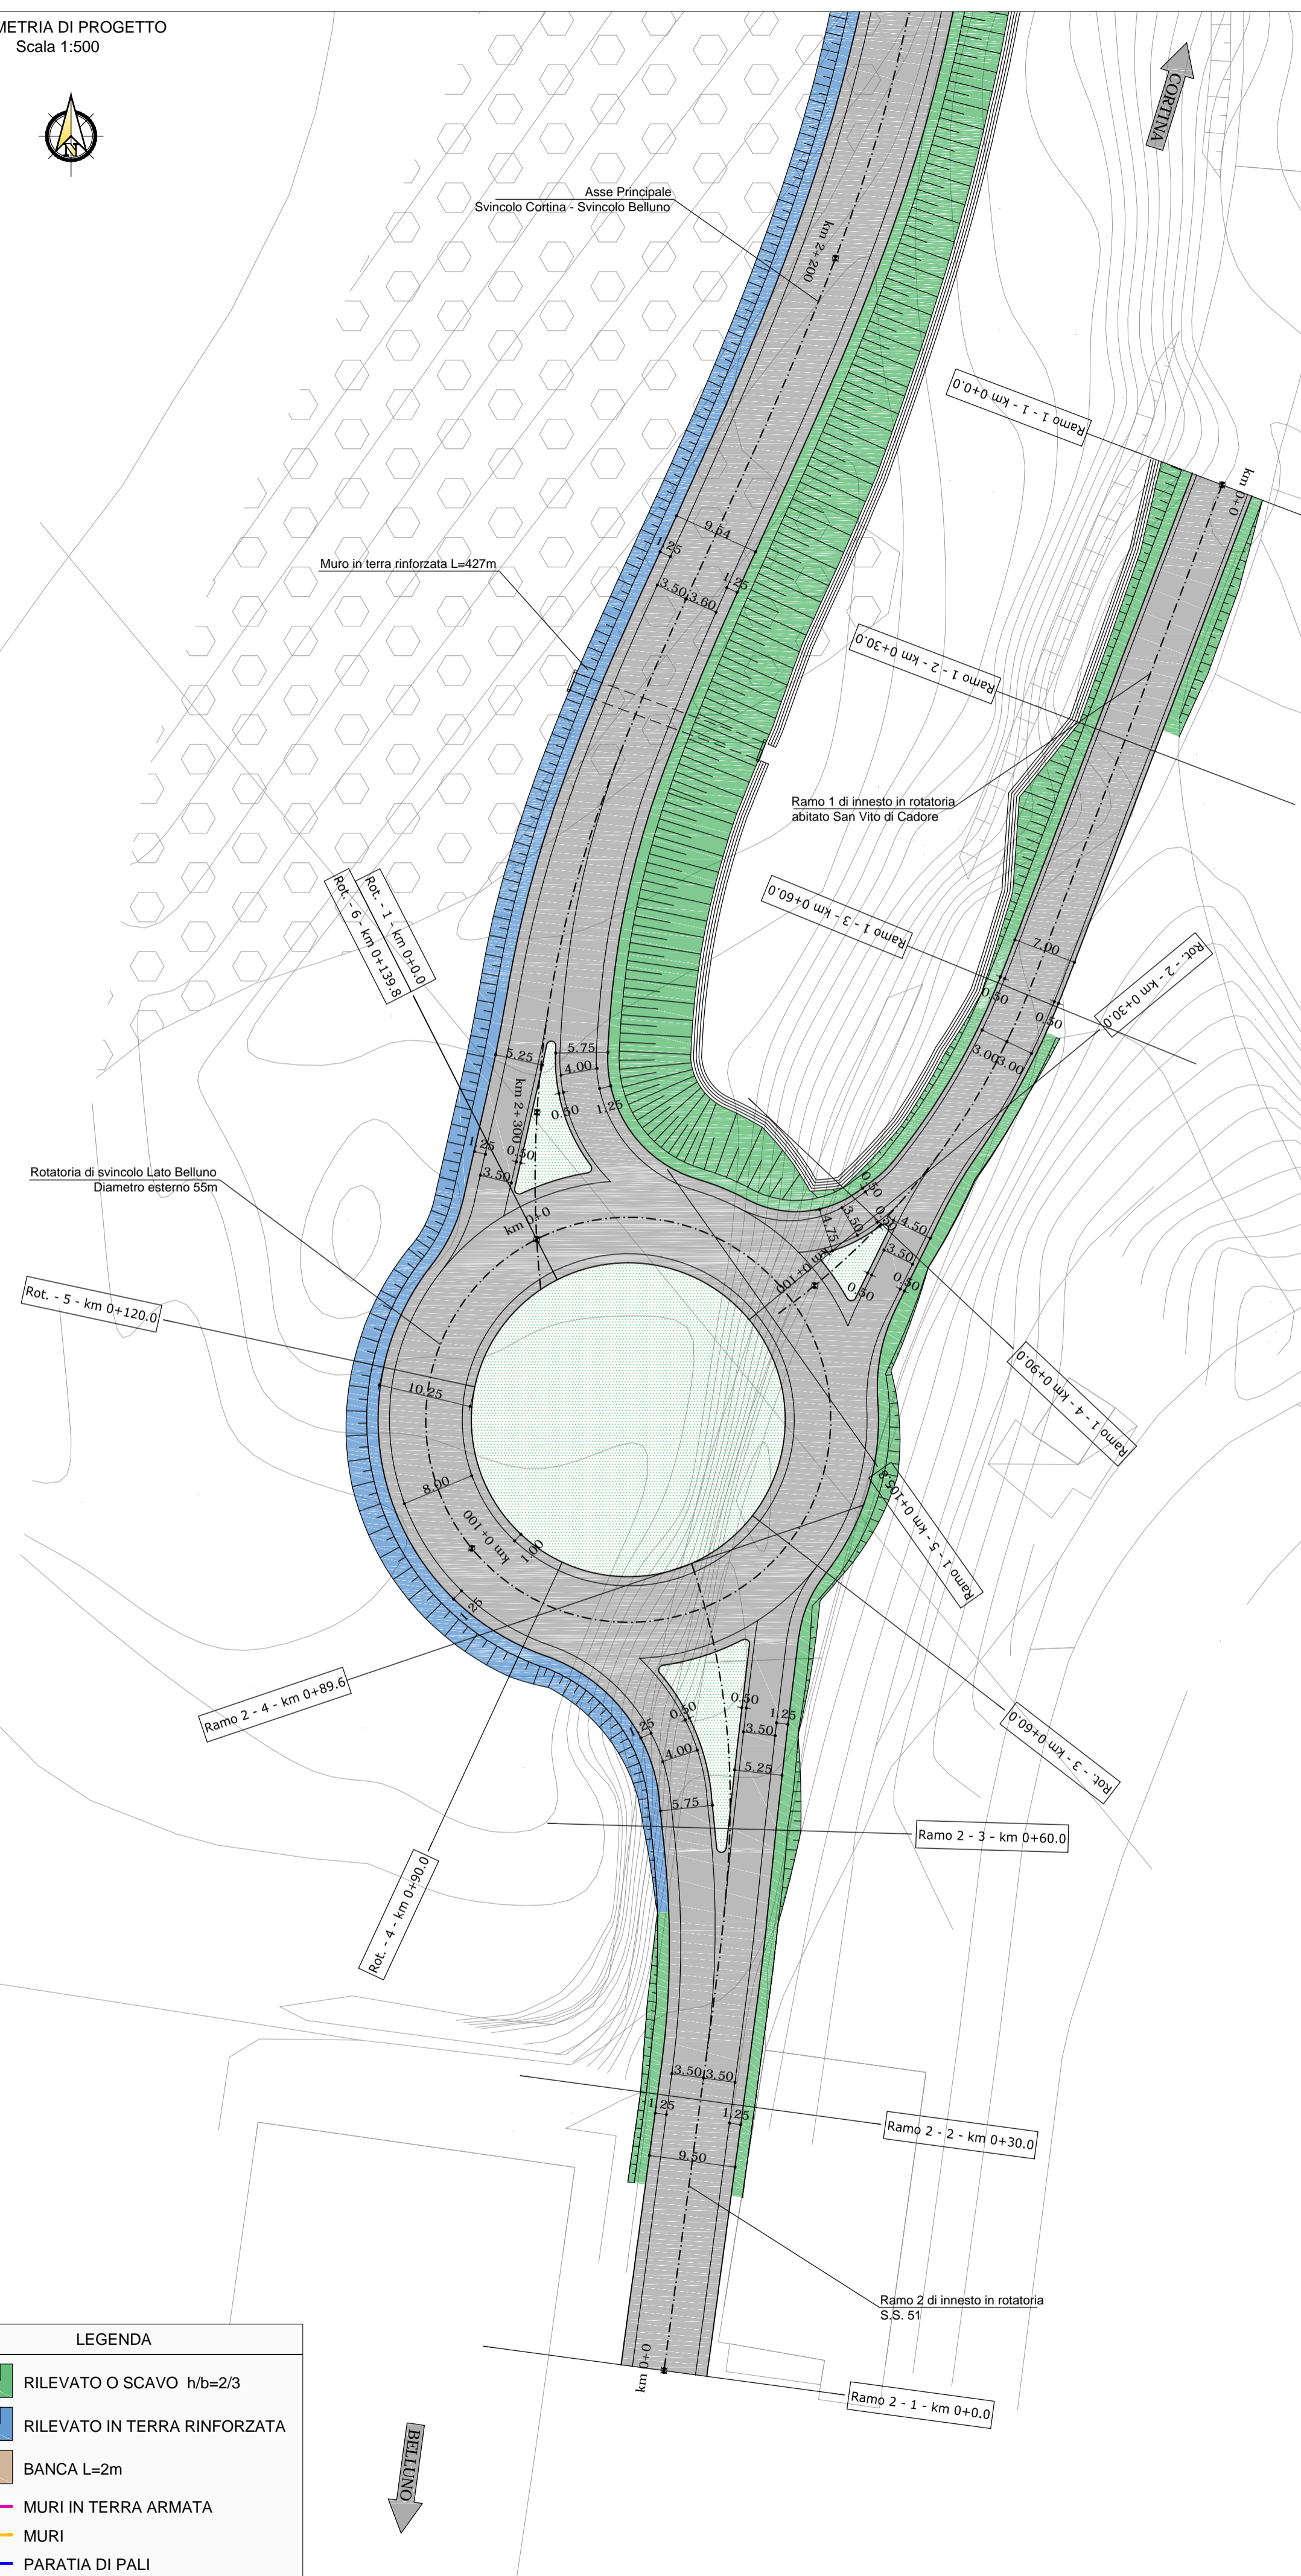 METRIA DI PROGETTO
Scala 1:500
N
CORTINA
Asse Principale
Svincolo Cortina - Svincolo Belluno
km 2+200
Ramo 1 - 1 - km 0+0.0
km 0+0
9.54
1.25
1.25
3.50
3.60
Muro in terra rinforzata L=427m
Ramo 1 - 2 - km 0+30.0
Ramo 1 di innesto in rotatoria
abitato San Vito di Cadore
Rot. - 1 - km 0+0.0
Rot. - 6 - km 0+139.8
Ramo 1 - 3 - km 0+60.0
7.00
0.50
0.50
3.00
3.00
Rot. - 2 - km 0+30.0
5.25
5.75
4.00
0.50
1.25
km 2+300
1.25
0.50
3.50
Rotatoria di svincolo Lato Belluno
Diametro esterno 55m
km 0+0
0.50
3.50
4.75
0.50
4.50
3.50
0.50
0.50
km 0+100
Rot. - 5 - km 0+120.0
Ramo 1 - 4 - km 0+90.0
10.25
8.00
km 0+100
1.00
Ramo 1 - 5 - km 0+105.8
1.25
Ramo 2 - 4 - km 0+89.6
Rot. - 3 - km 0+60.0
0.50
0.50
1.25
1.25
3.50
4.00
5.25
5.75
Ramo 2 - 3 - km 0+60.0
Rot. - 4 - km 0+90.0
3.50
3.50
1.25
1.25
Ramo 2 - 2 - km 0+30.0
9.50
Ramo 2 di innesto in rotatoria
S.S. 51
km 0+0
Ramo 2 - 1 - km 0+0.0
BELLUNO
LEGENDA
RILEVATO O SCAVO h/b=2/3
RILEVATO IN TERRA RINFORZATA
BANCA L=2m
MURI IN TERRA ARMATA
MURI
PARATIA DI PALI